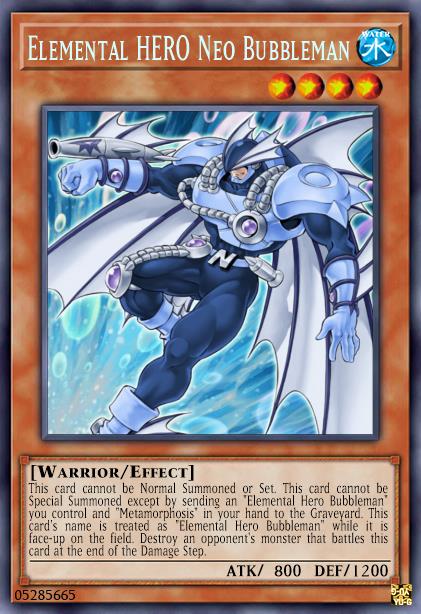 Elemental HERO Neo Bubbleman
WATER
水
N
[Warrior/Effect]
This card cannot be Normal Summoned or Set. This card cannot be
Special Summoned except by sending an "Elemental Hero Bubbleman"
you control and "Metamorphosis" in your hand to the Graveyard. This
card's name is treated as "Elemental Hero Bubbleman" while it is
face-up on the field. Destroy an opponent's monster that battles this
card at the end of the Damage Step.
ATK/ 800 DEF/1200
05285665